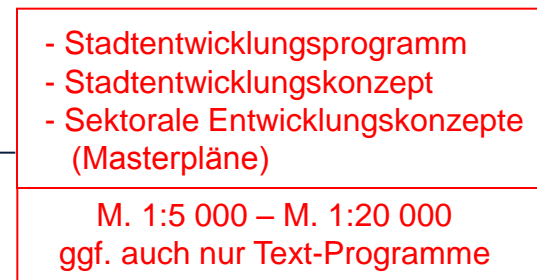 - Stadtentwicklungsprogramm
- Stadtentwicklungskonzept
- Sektorale Entwicklungskonzepte
(Masterpläne)
M. 1:5 000 – M. 1:20 000
ggf. auch nur Text-Programme